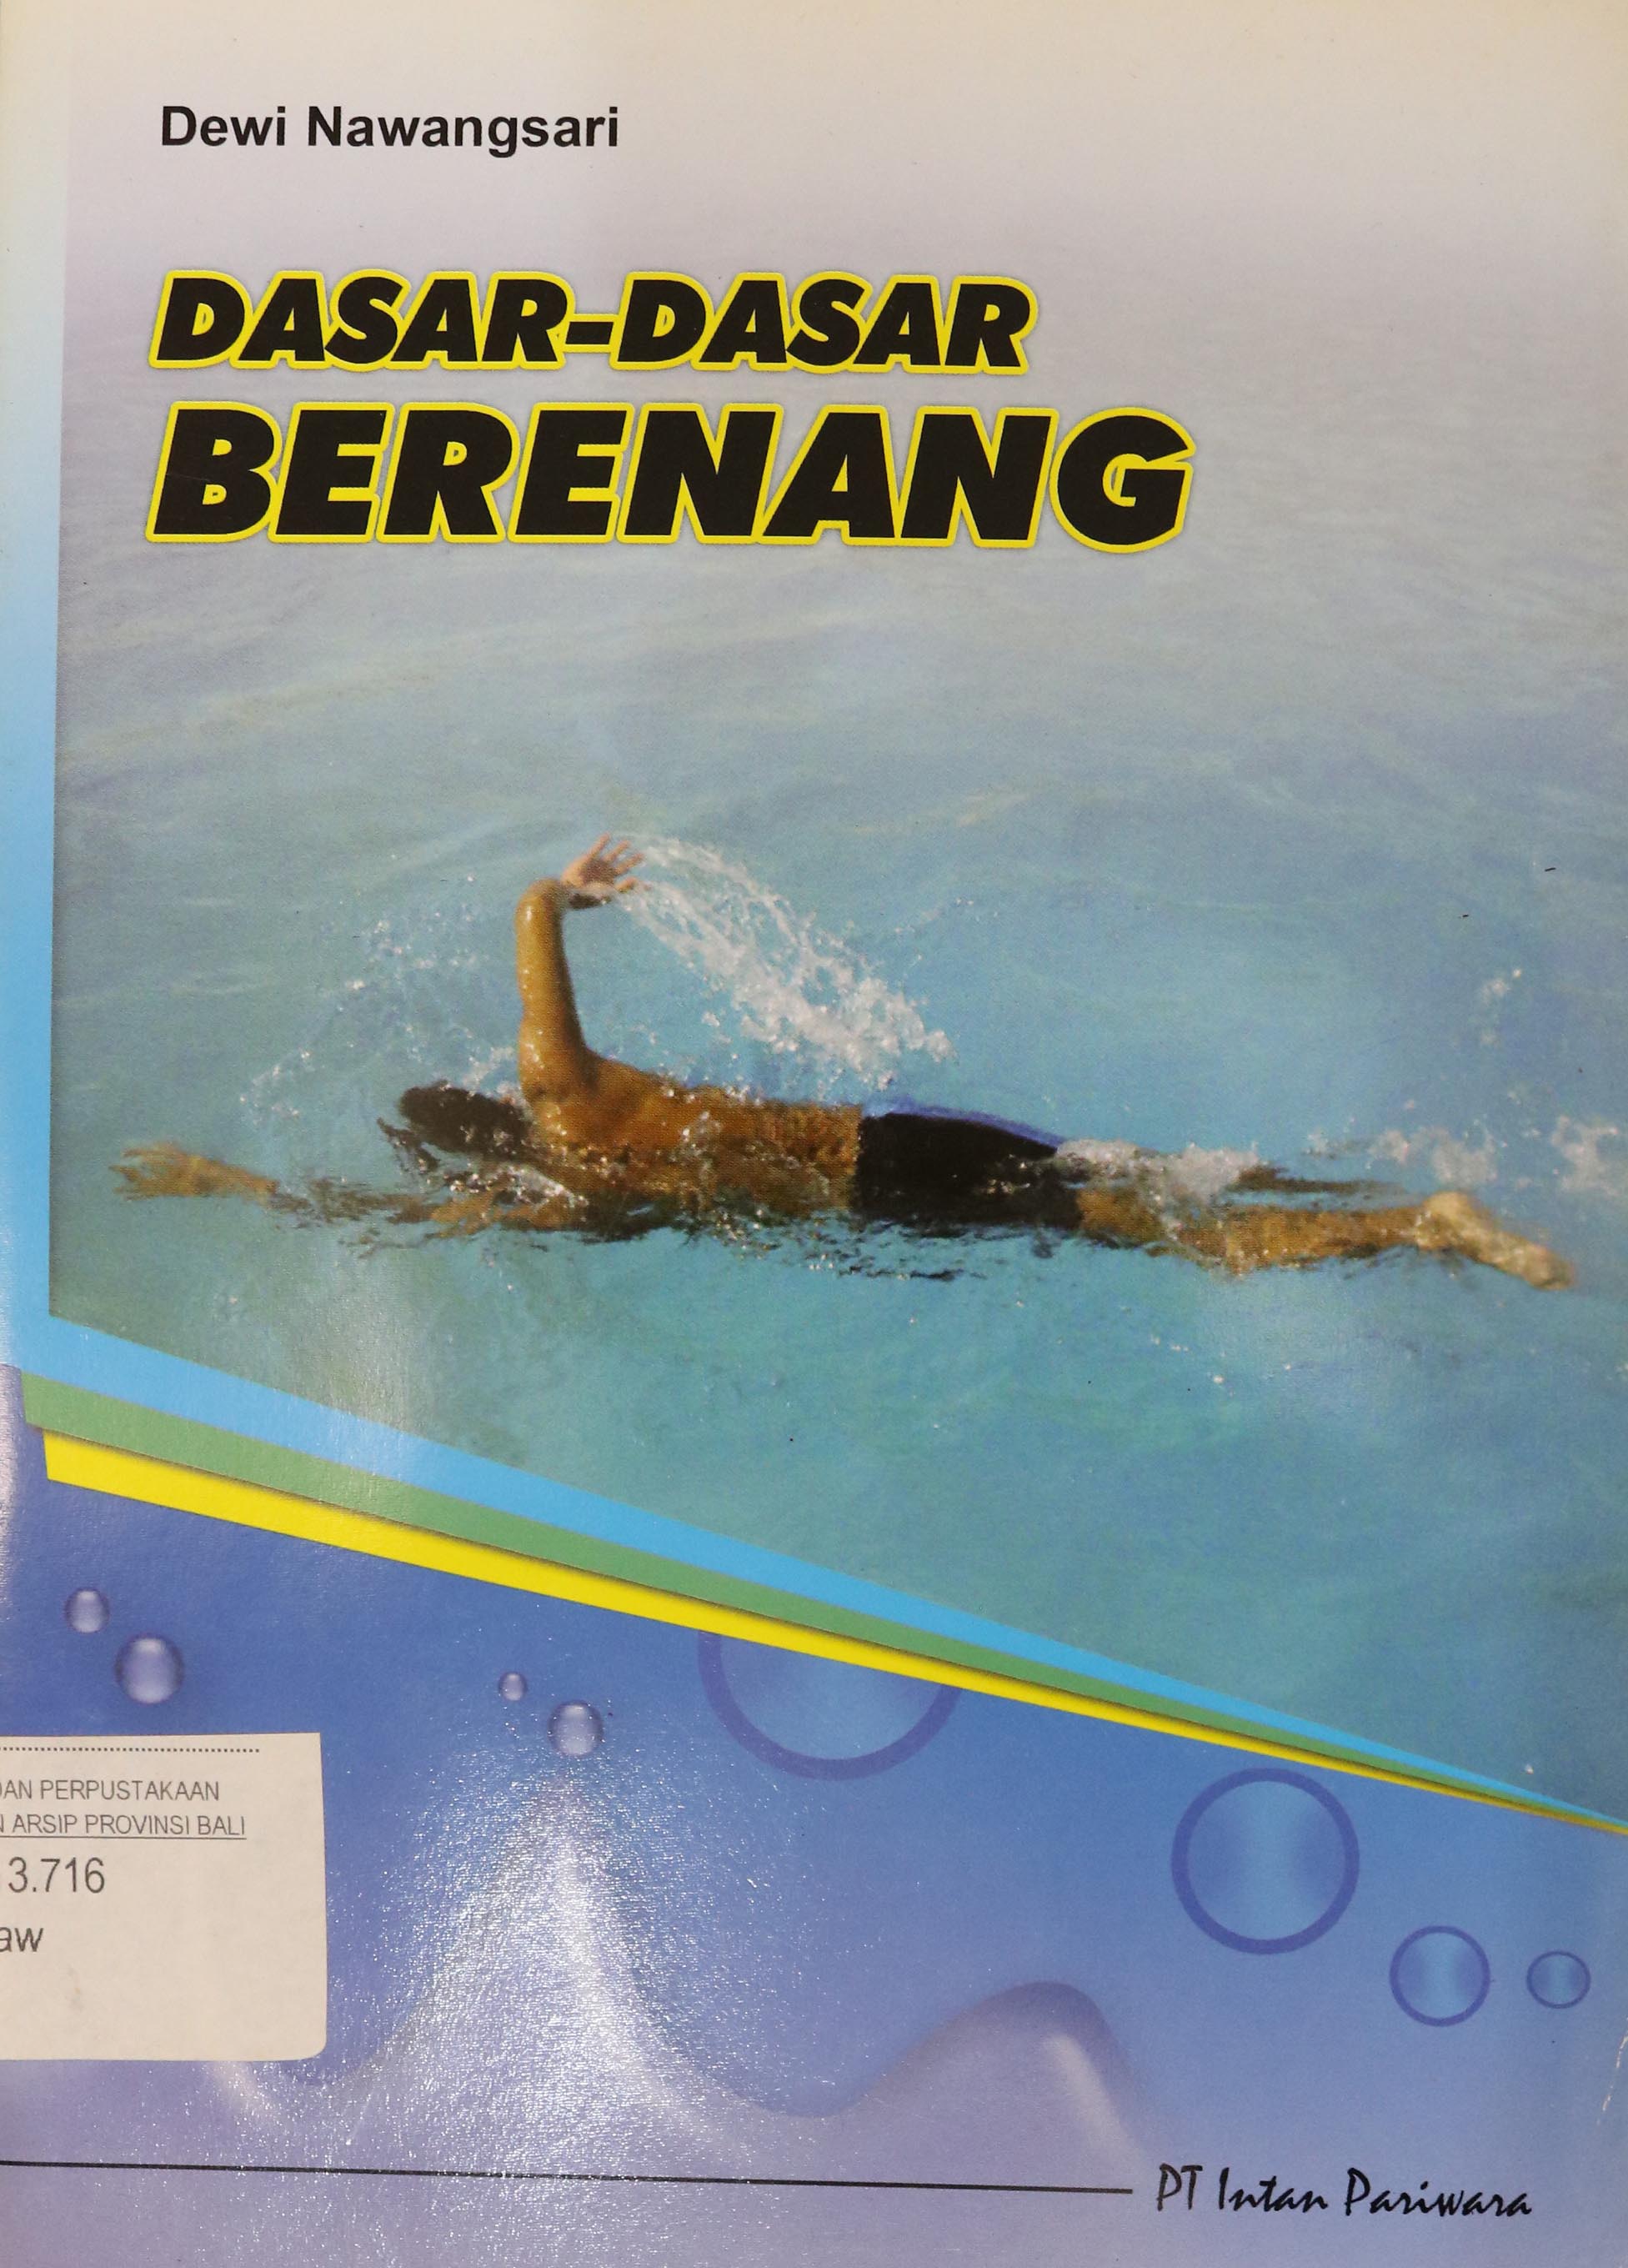 Dewi Nawangsari
DASAR-DASAR
BERENANG
DAN PERPUSTAKAAN
ARSIP PROVINSI BALI
3.716
aw
PT Intan Pariwara